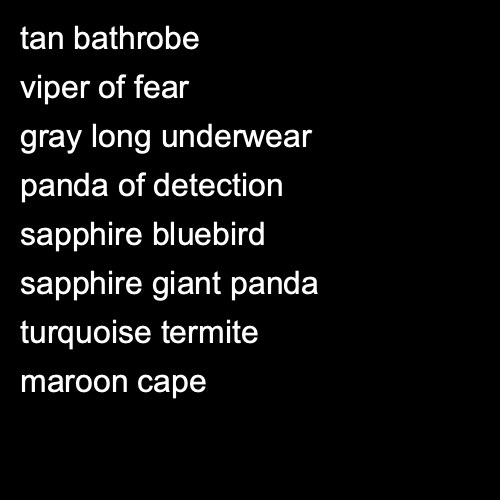 tan bathrobe
viper of fear
gray long underwear
panda of detection
sapphire bluebird
sapphire giant panda
turquoise termite
maroon cape